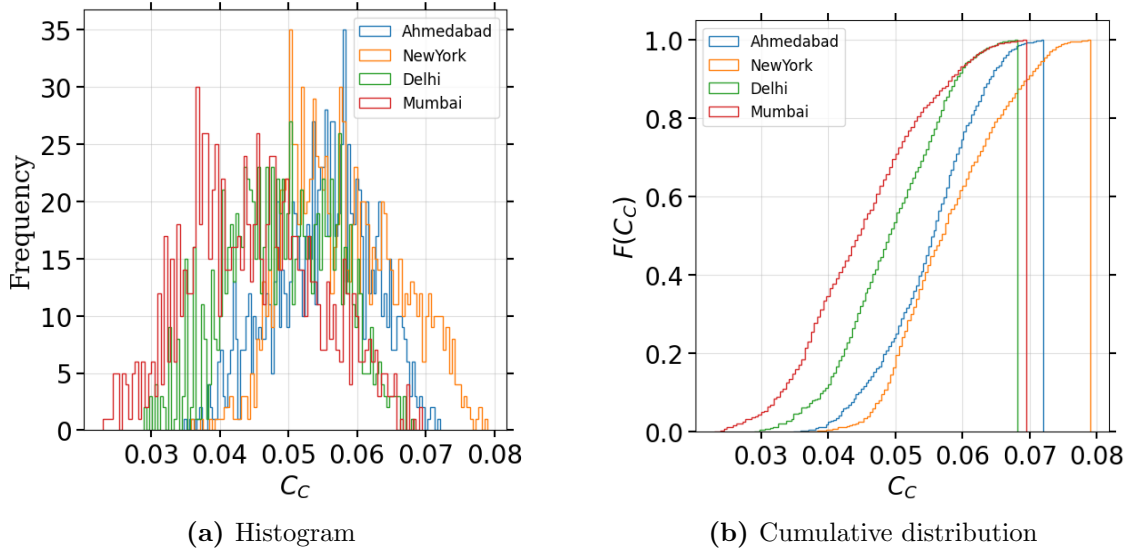 35
30
25
20
15
10
5
0
Frequency
Ahmedabad
NewYork
Delhi
Mumbai
0.03 0.04 0.05 0.06 0.07 0.08
C_C
(a) Histogram
1.0
0.8
0.6
0.4
0.2
0.0
F(C_C)
Ahmedabad
NewYork
Delhi
Mumbai
0.03 0.04 0.05 0.06 0.07 0.08
C_C
(b) Cumulative distribution